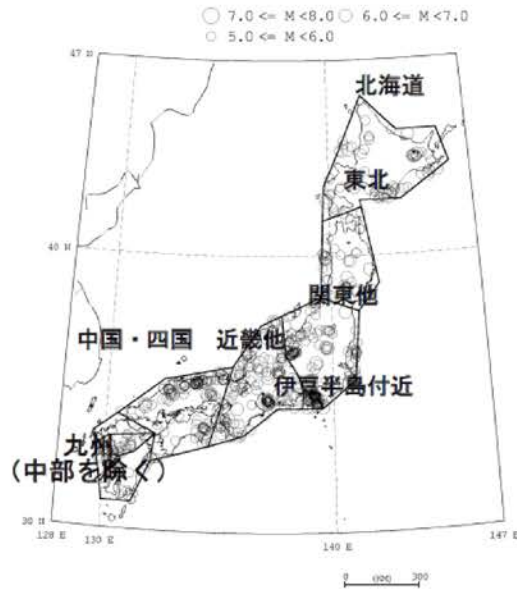 7.0 <= M <8.0 6.0 <= M <7.0
5.0 <= M <6.0
47 N
北海道
東北
40 N
関東他
中国・四国 近畿他
伊豆半島付近
九州
(中部を除く)
30 N
128 E 130 E 140 E 147 E
0 300